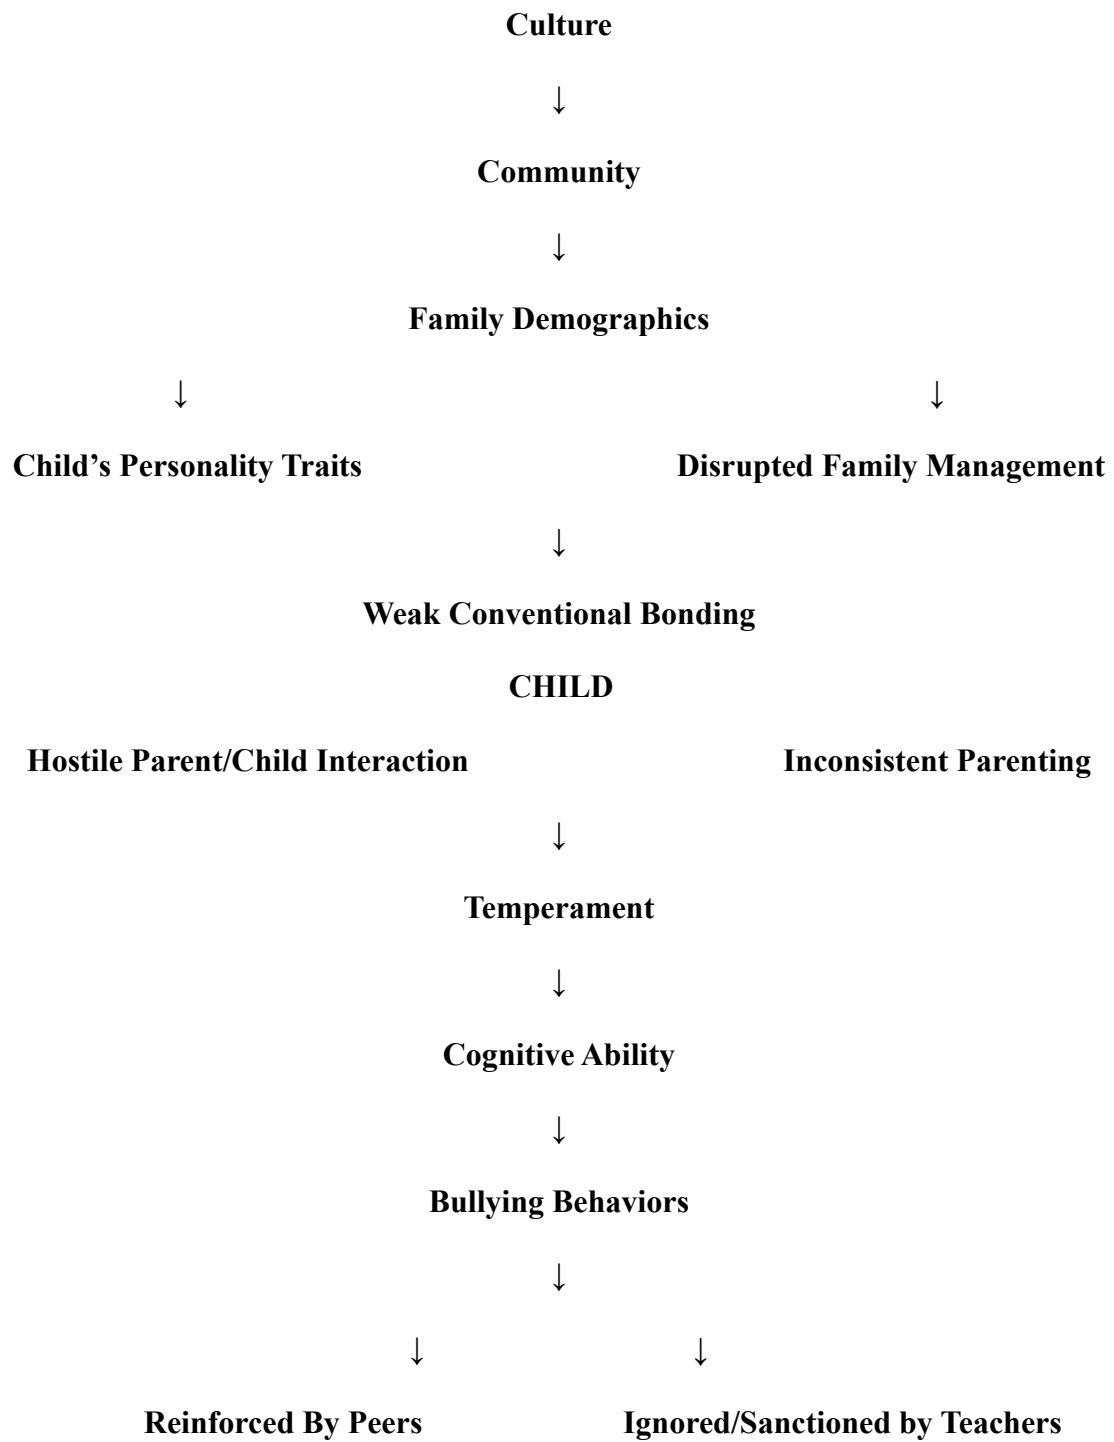 Culture
↓
Community
↓
Family Demographics
↓ ↓
Child’s Personality Traits Disrupted Family Management
↓
Weak Conventional Bonding
CHILD
Hostile Parent/Child Interaction Inconsistent Parenting
↓
Temperament
↓
Cognitive Ability
↓
Bullying Behaviors
↓
↓ ↓
Reinforced By Peers Ignored/Sanctioned by Teachers